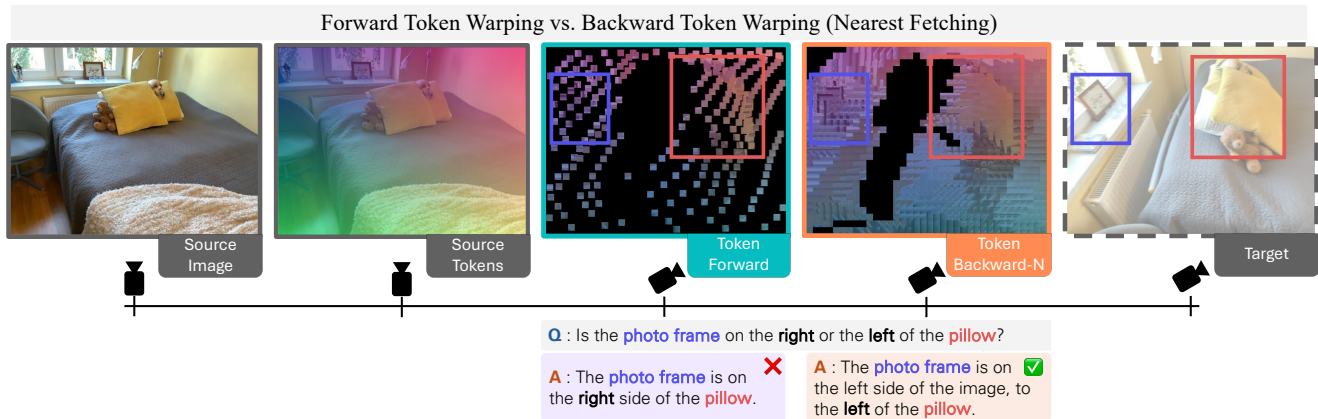 Forward Token Warping vs. Backward Token Warping (Nearest Fetching)
Source
Image
Source
Tokens
Token
Forward
Token
Backward-N
Target
Q : Is the photo frame on the right or the left of the pillow?
A : The photo frame is on
the right side of the pillow.
A : The photo frame is on
the left side of the image, to
the left of the pillow.